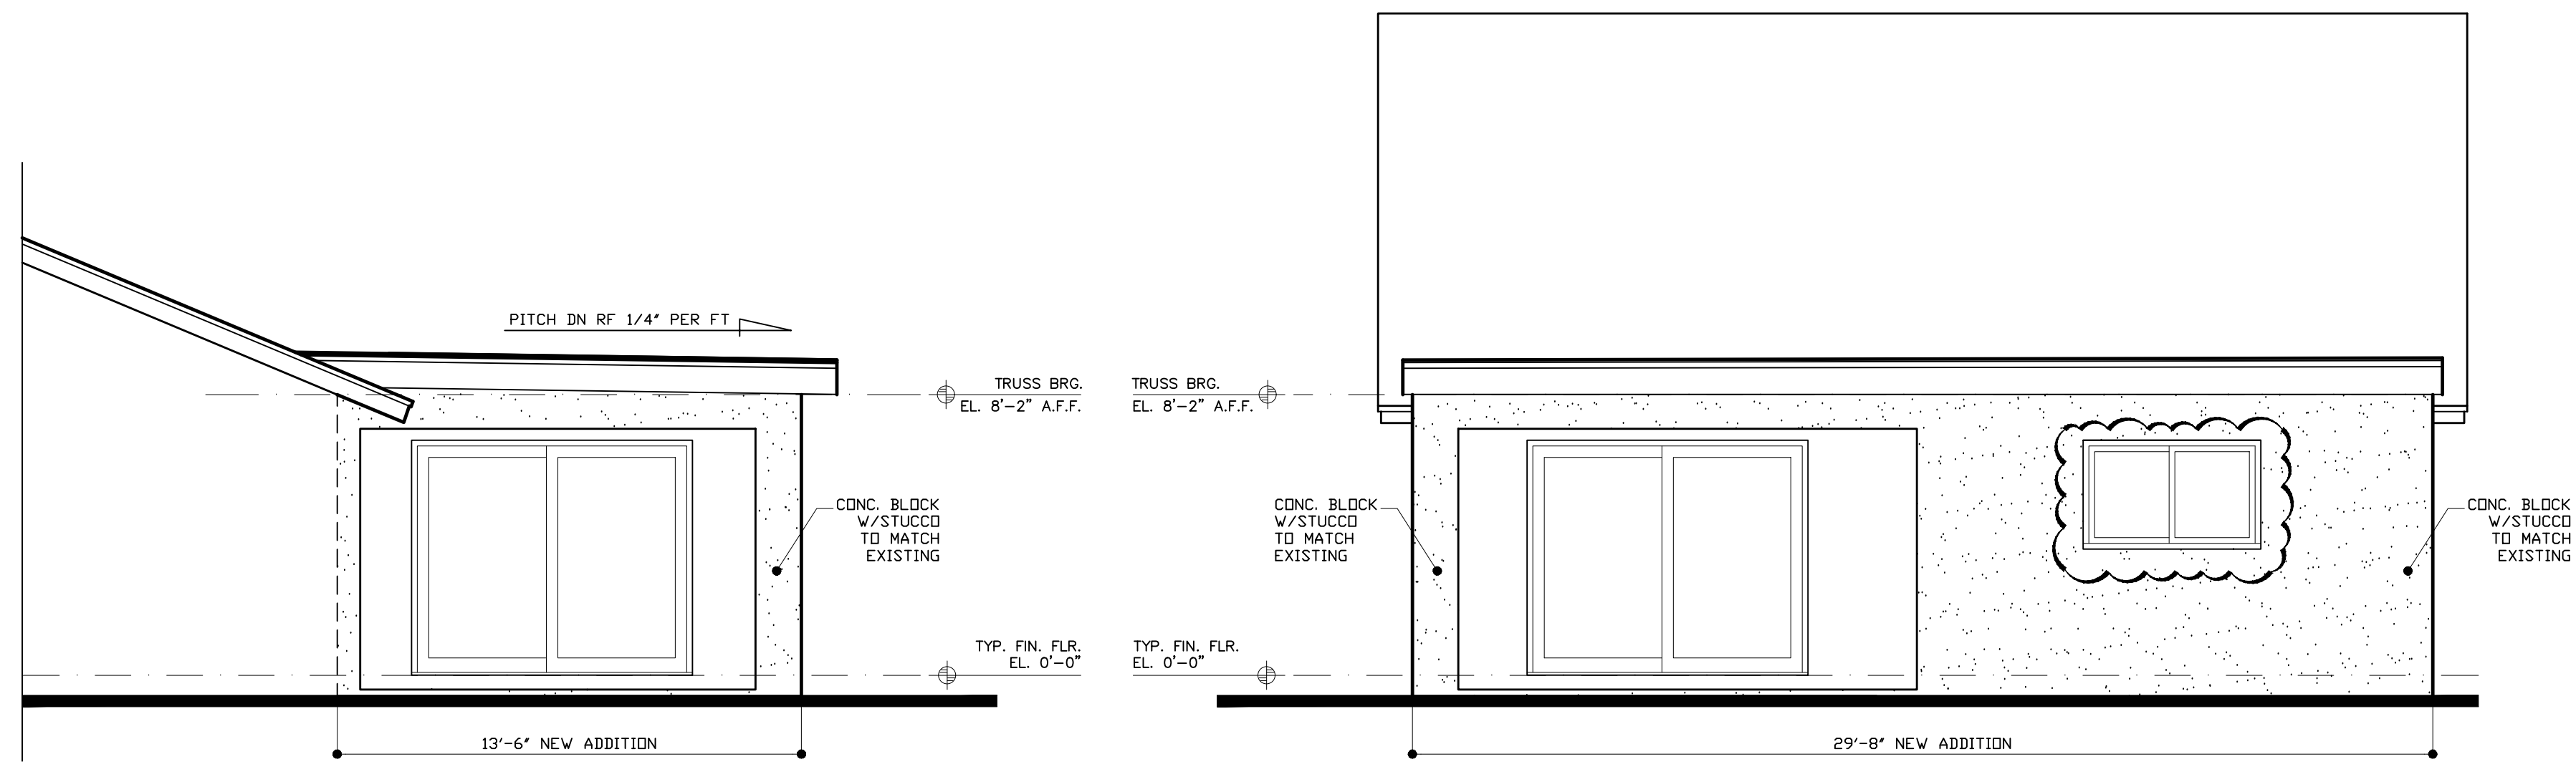 PITCH DN RF 1/4" PER FT
TRUSS BRG.
EL. 8'-2" A.F.F.
CONC. BLOCK
W/STUCCO
TO MATCH
EXISTING
TYP. FIN. FLR.
EL. 0'-0"
13'-6" NEW ADDITION
TRUSS BRG.
EL. 8'-2" A.F.F.
CONC. BLOCK
W/STUCCO
TO MATCH
EXISTING
TYP. FIN. FLR.
EL. 0'-0"
CONC. BLOCK
W/STUCCO
TO MATCH
EXISTING
29'-8" NEW ADDITION